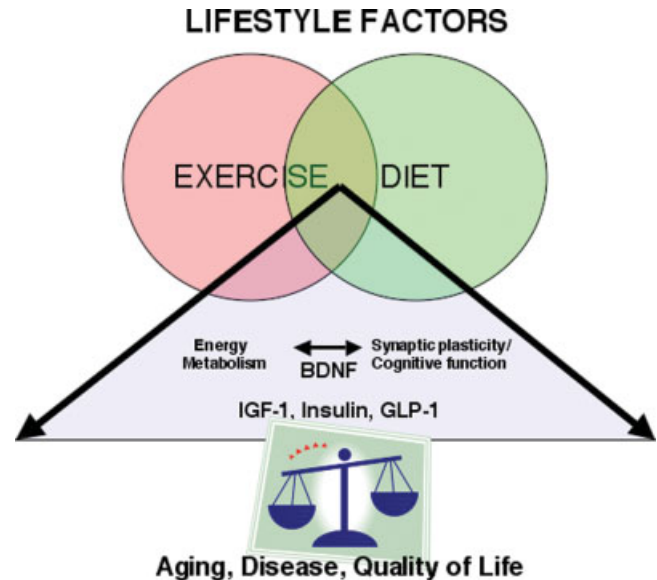 LIFESTYLE FACTORS
EXERCISE
DIET
Energy
Metabolism
Synaptic plasticity/
Cognitive function
BDNF
IGF-1, Insulin, GLP-1
Aging, Disease, Quality of Life